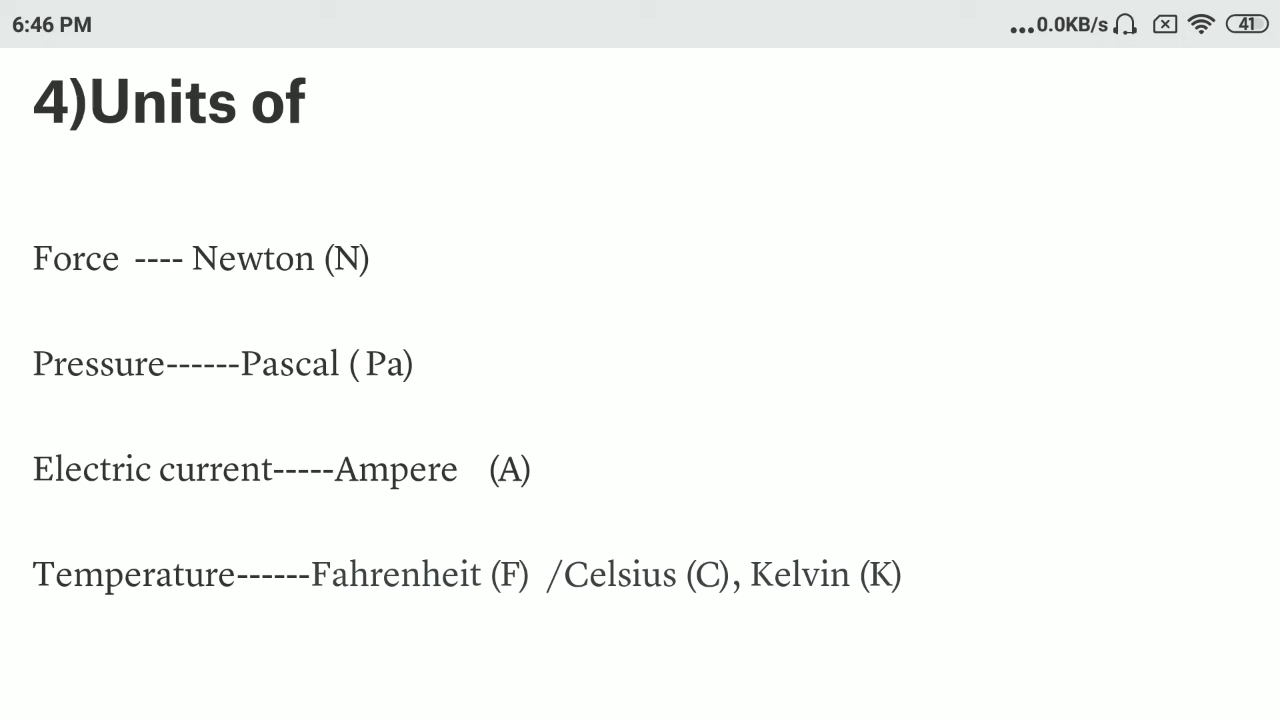 6:46 PM ...0.0KB/s 41
4)Units of
Force ---- Newton (N)
Pressure------Pascal ( Pa)
Electric current-----Ampere (A)
Temperature------Fahrenheit (F) /Celsius (C), Kelvin (K)